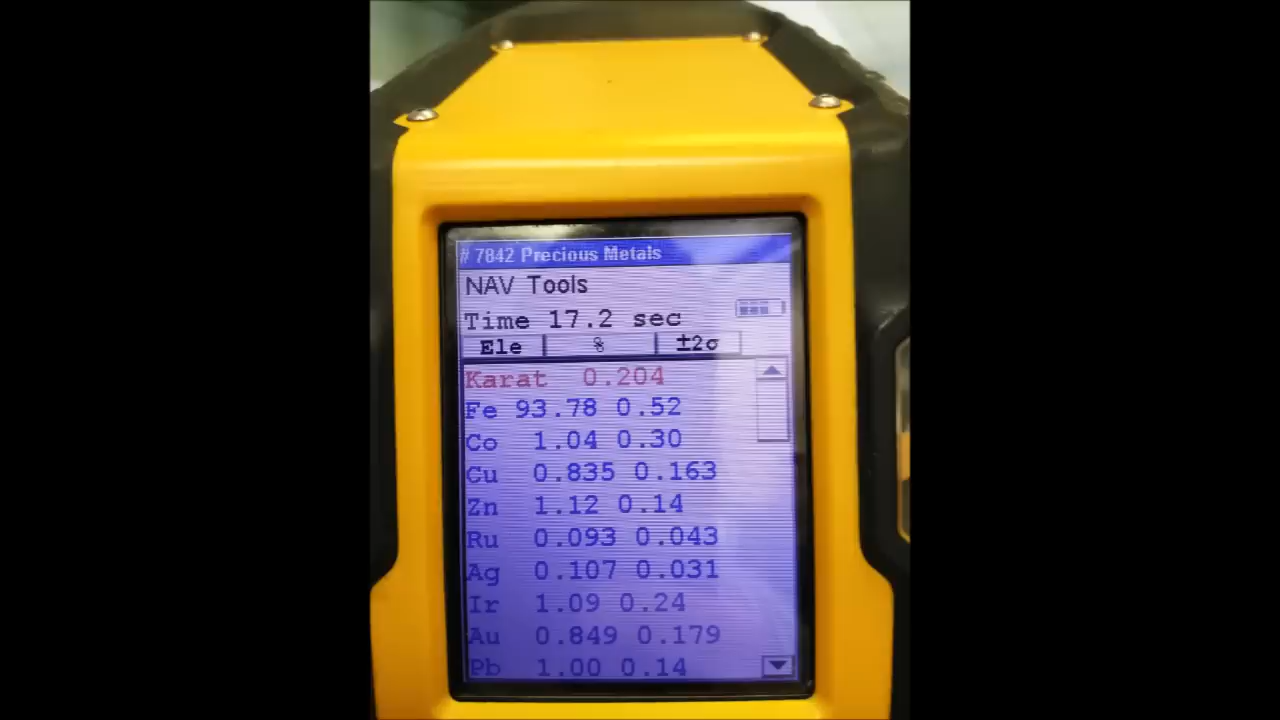 # 7842 Precious Metals
NAV Tools
Time 17.2 sec
Ele % ±2σ
Karat 0.204
Fe 93.78 0.52
Co 1.04 0.30
Cu 0.835 0.163
Zn 1.12 0.14
Ru 0.093 0.043
Ag 0.107 0.031
Ir 1.09 0.24
Au 0.849 0.179
Pb 1.00 0.14